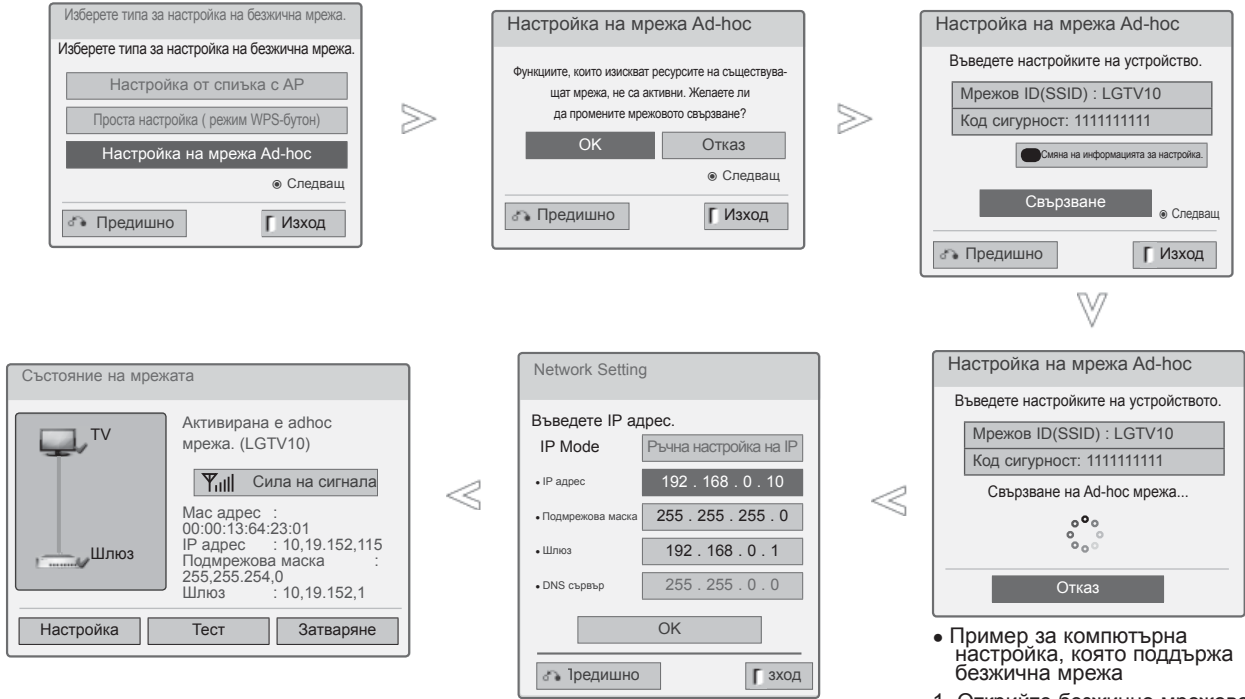 Изберете типа за настройка на безжична мрежа.
Изберете типа за настройка на безжична мрежа.
Настройка от списъка с AP
Проста настройка ( режим WPS-бутон)
Настройка на мрежа Ad-hoc
Следващ
Предишно
Изход
Настройка на мрежа Ad-hoc
Функциите, които изискват ресурсите на съществува-
щат мрежа, не са активни. Желаете ли
да промените мрежовото свързване?
OK
Отказ
Следващ
Предишно
Изход
Настройка на мрежа Ad-hoc
Въведете настройките на устройство.
Мрежов ID(SSID) : LGTV10
Код сигурност: 1111111111
Смяна на информацията за настройка.
Свързване
Следващ
Предишно
Изход
Настройка на мрежа Ad-hoc
Въведете настройките на устройството.
Мрежов ID(SSID) : LGTV10
Код сигурност: 1111111111
Свързване на Ad-hoc мрежа...
Отказ
Network Setting
Въведете IP адрес.
IP Mode
Ръчна настройка на IP
• IP адрес
192 . 168 . 0 . 10
• Подмрежова маска
255 . 255 . 255 . 0
• Шлюз
192 . 168 . 0 . 1
• DNS сървър
255 . 255 . 0 . 0
OK
Предишно
зход
Състояние на мрежата
TV
Шлюз
Активирана е adhoc
мрежа. (LGTV10)
Сила на сигнала
Мас адрес :
00:00:13:64:23:01
IP адрес : 10,19.152,115
Подмрежова маска :
255,255.254,0
Шлюз : 10,19.152,1
Настройка
Тест
Затваряне
• Пример за компютърна
настройка, която поддържа
безжична мрежа